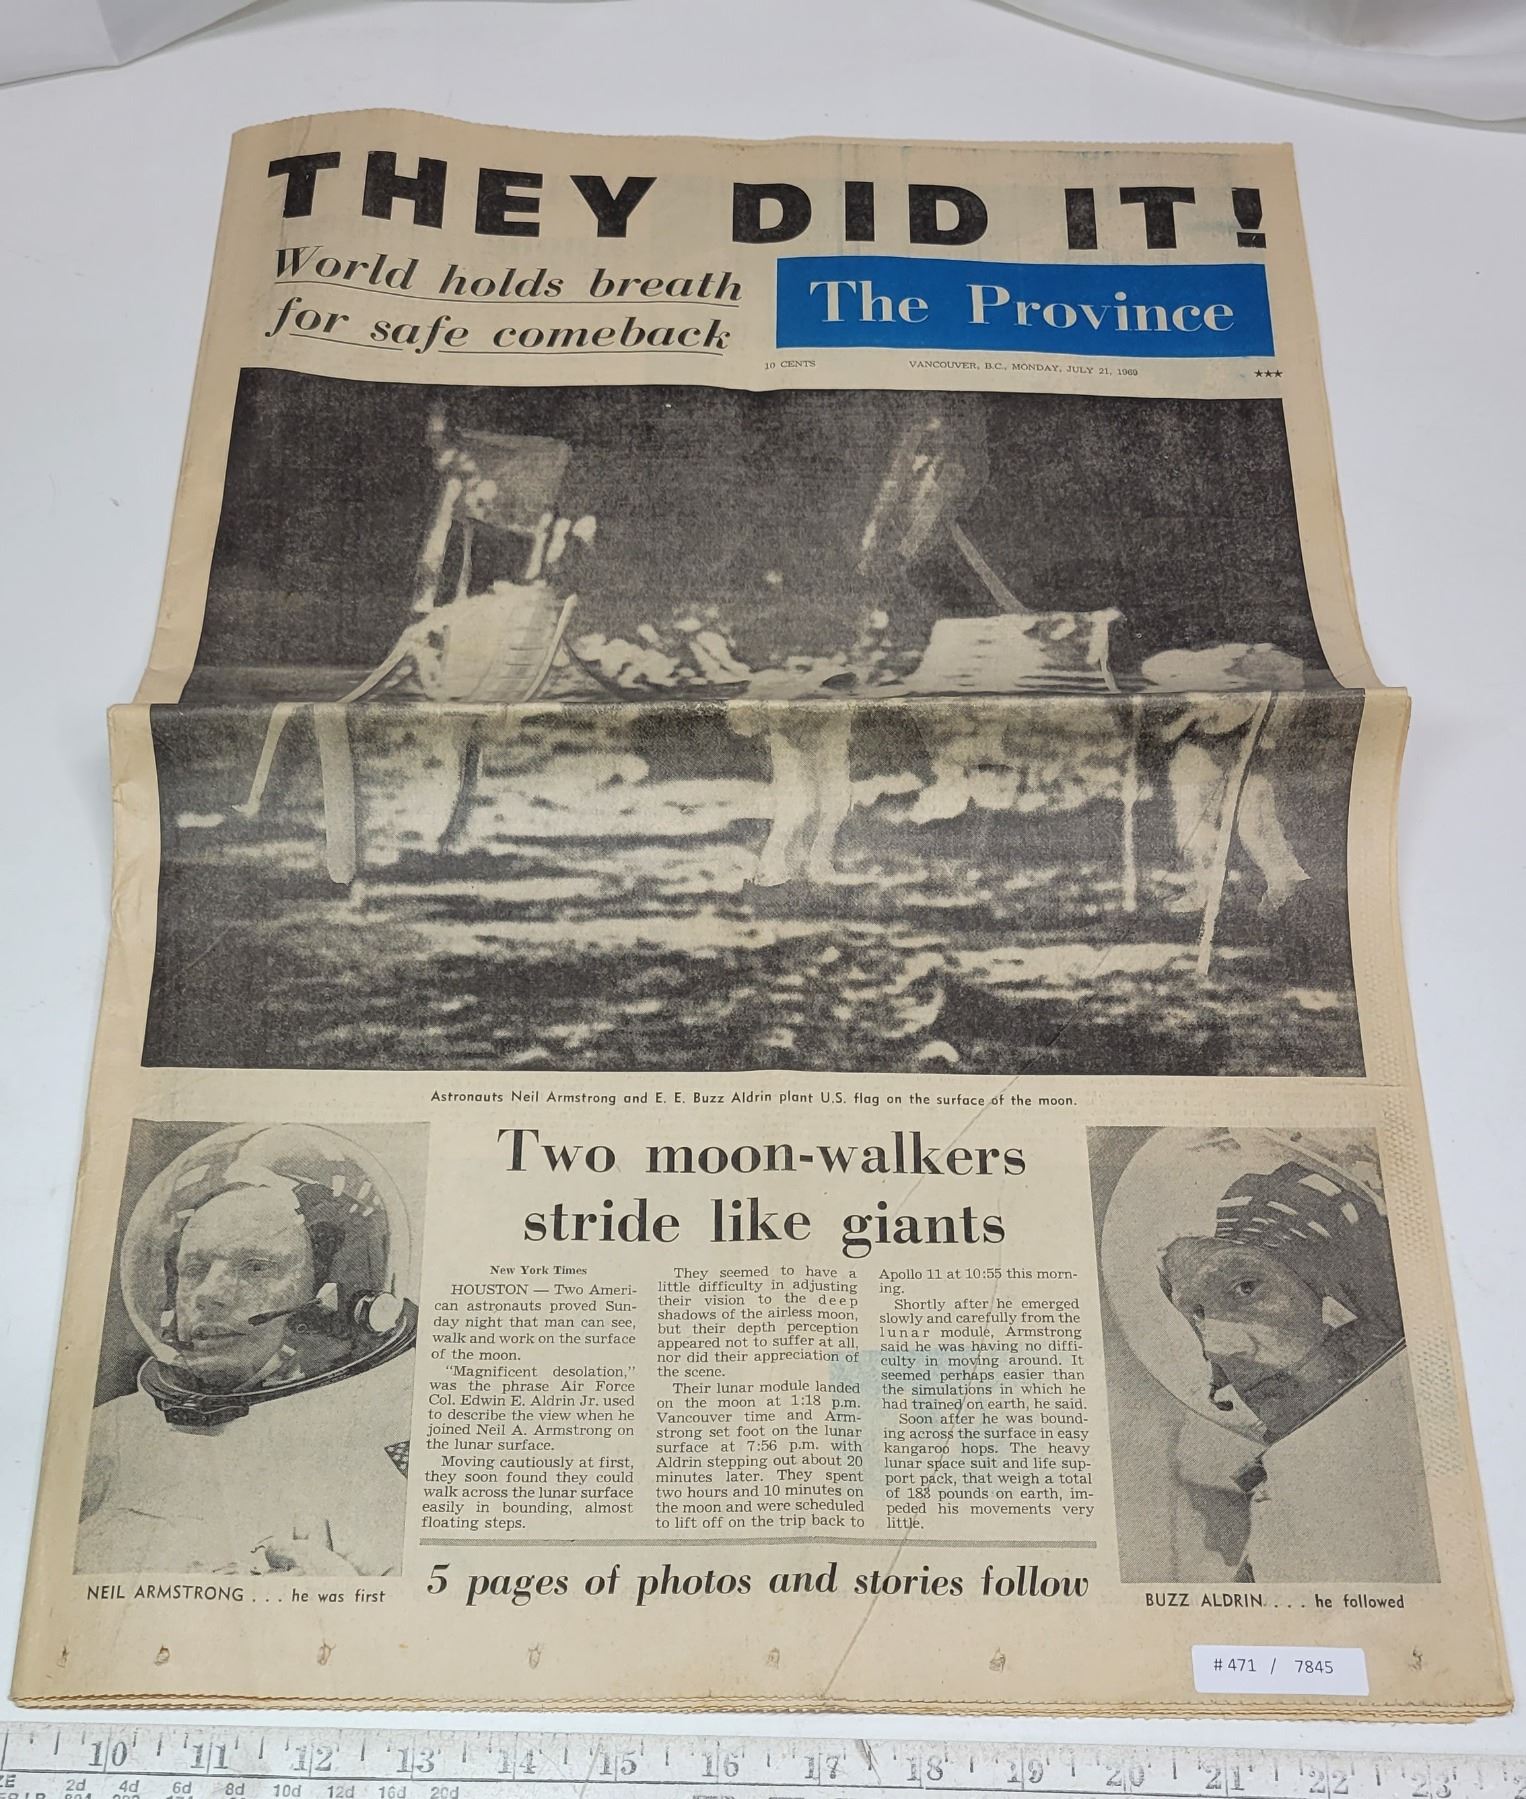 THEY DID IT!
World holds breath
for safe comeback
The Province
10 CENTS
VANCOUVER, B.C., MONDAY, JULY 21, 1969
★★★
Astronauts Neil Armstrong and E. E. Buzz Aldrin plant U.S. flag on the surface of the moon.
Two moon-walkers
stride like giants
New York Times
HOUSTON — Two Ameri-
can astronauts proved Sun-
day night that man can see,
walk and work on the surface
of the moon.
"Magnificent desolation,"
was the phrase Air Force
Col. Edwin E. Aldrin Jr. used
to describe the view when he
joined Neil A. Armstrong on
the lunar surface.
Moving cautiously at first,
they soon found they could
walk across the lunar surface
easily in bounding, almost
floating steps.
They seemed to have a
little difficulty in adjusting
their vision to the deep
shadows of the airless moon,
but their depth perception
appeared not to suffer at all,
nor did their appreciation of
the scene.
Their lunar module landed
on the moon at 1:18 p.m.
Vancouver time and Arm-
strong set foot on the lunar
surface at 7:56 p.m. with
Aldrin stepping out about 20
minutes later. They spent
two hours and 10 minutes on
the moon and were scheduled
to lift off on the trip back to
Apollo 11 at 10:55 this morn-
ing.
Shortly after he emerged
slowly and carefully from the
lunar module, Armstrong
said he was having no diffi-
culty in moving around. It
seemed perhaps easier than
the simulations in which he
had trained on earth, he said.
Soon after he was bound-
ing across the surface in easy
kangaroo hops. The heavy
lunar space suit and life sup-
port pack, that weigh a total
of 183 pounds on earth, im-
peded his movements very
little.
NEIL ARMSTRONG . . . he was first
5 pages of photos and stories follow
BUZZ ALDRIN . . . he followed
#471 / 7845
10 11 12 13 14 15 16 17 18 19 20 21 22 23
2d 4d 6d 8d 10d 12d 16d 20d